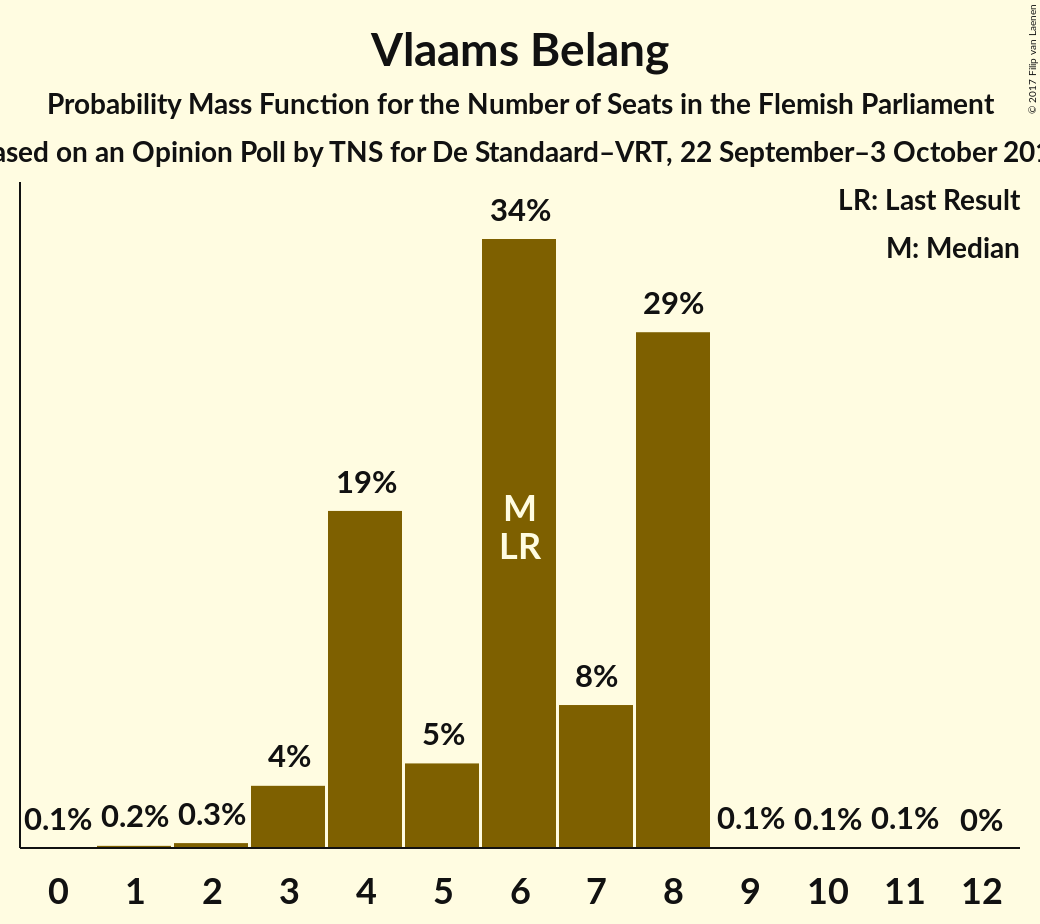 Vlaams Belang
Probability Mass Function for the Number of Seats in the Flemish Parliament
on an Opinion Poll by TNS for De Standaard–VRT, 22 September–3 October
LR: Last Result
M: Median
34%
29%
19%
M
LR
8%
5%
4%
0.1% 0.2% 0.3% 0.1% 0.1% 0.1% 0%
0 1 2 3 4 5 6 7 8 9 10 11 12
© 2017 Filip van Laenen